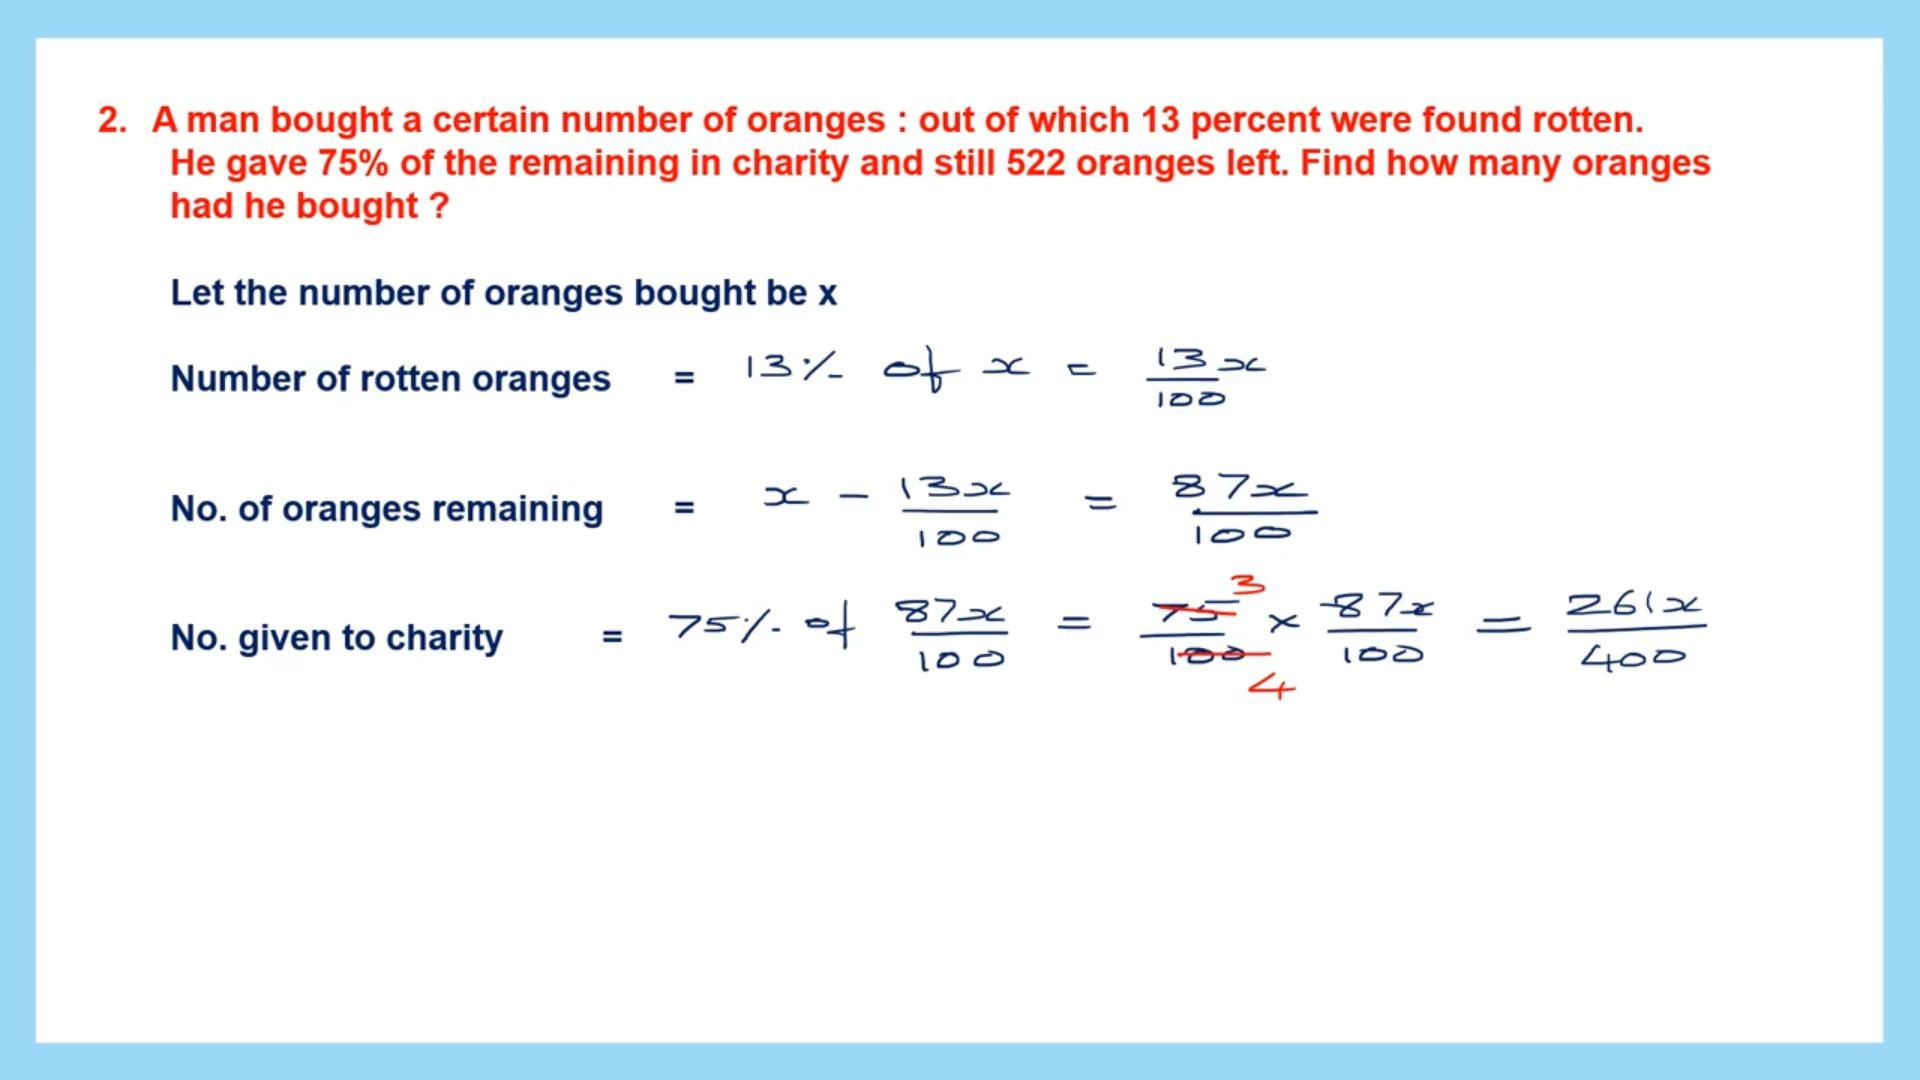 2. A man bought a certain number of oranges : out of which 13 percent were found rotten.
He gave 75% of the remaining in charity and still 522 oranges left. Find how many oranges
had he bought ?
Let the number of oranges bought be x
Number of rotten oranges = 13% of x = 13x/100
No. of oranges remaining = x - 13x/100 = 87x/100
No. given to charity = 75% of 87x/100 = 75 3/100 4 × 87x/100 = 261x/400